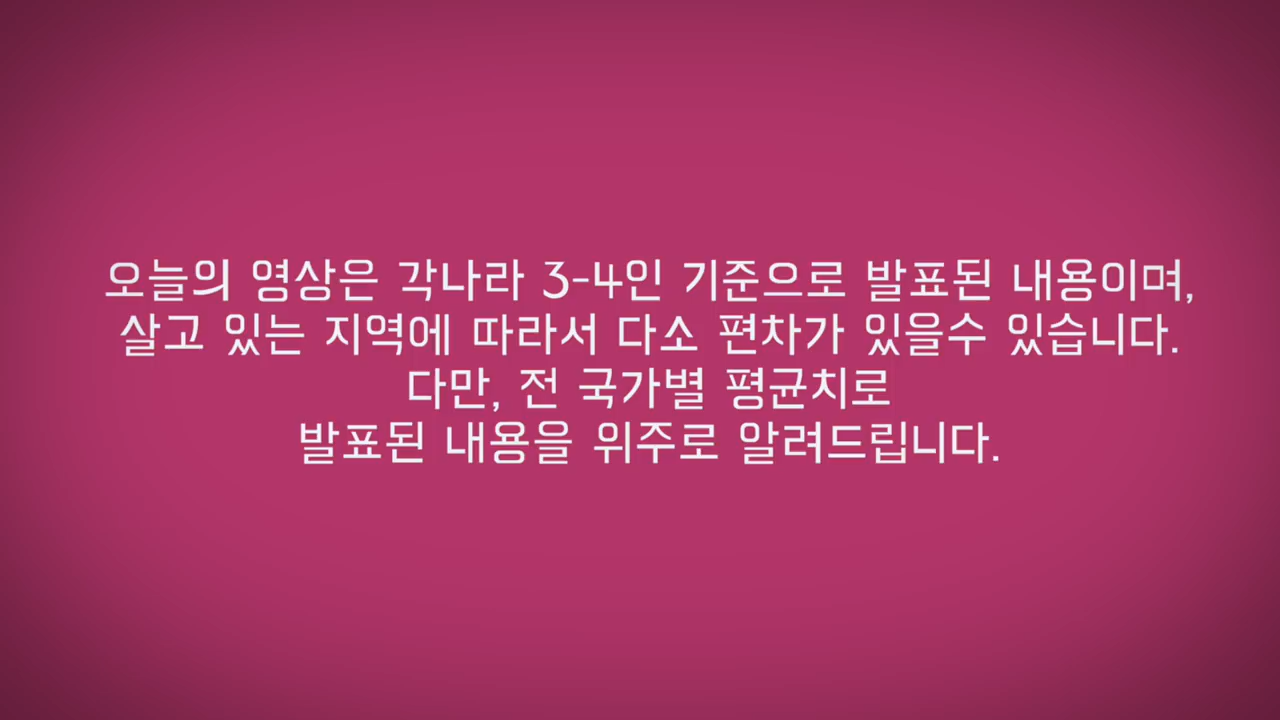 오늘의 영상은 각나라 3-4인 기준으로 발표된 내용이며,
살고 있는 지역에 따라서 다소 편차가 있을수 있습니다.
다만, 전 국가별 평균치로
발표된 내용을 위주로 알려드립니다.